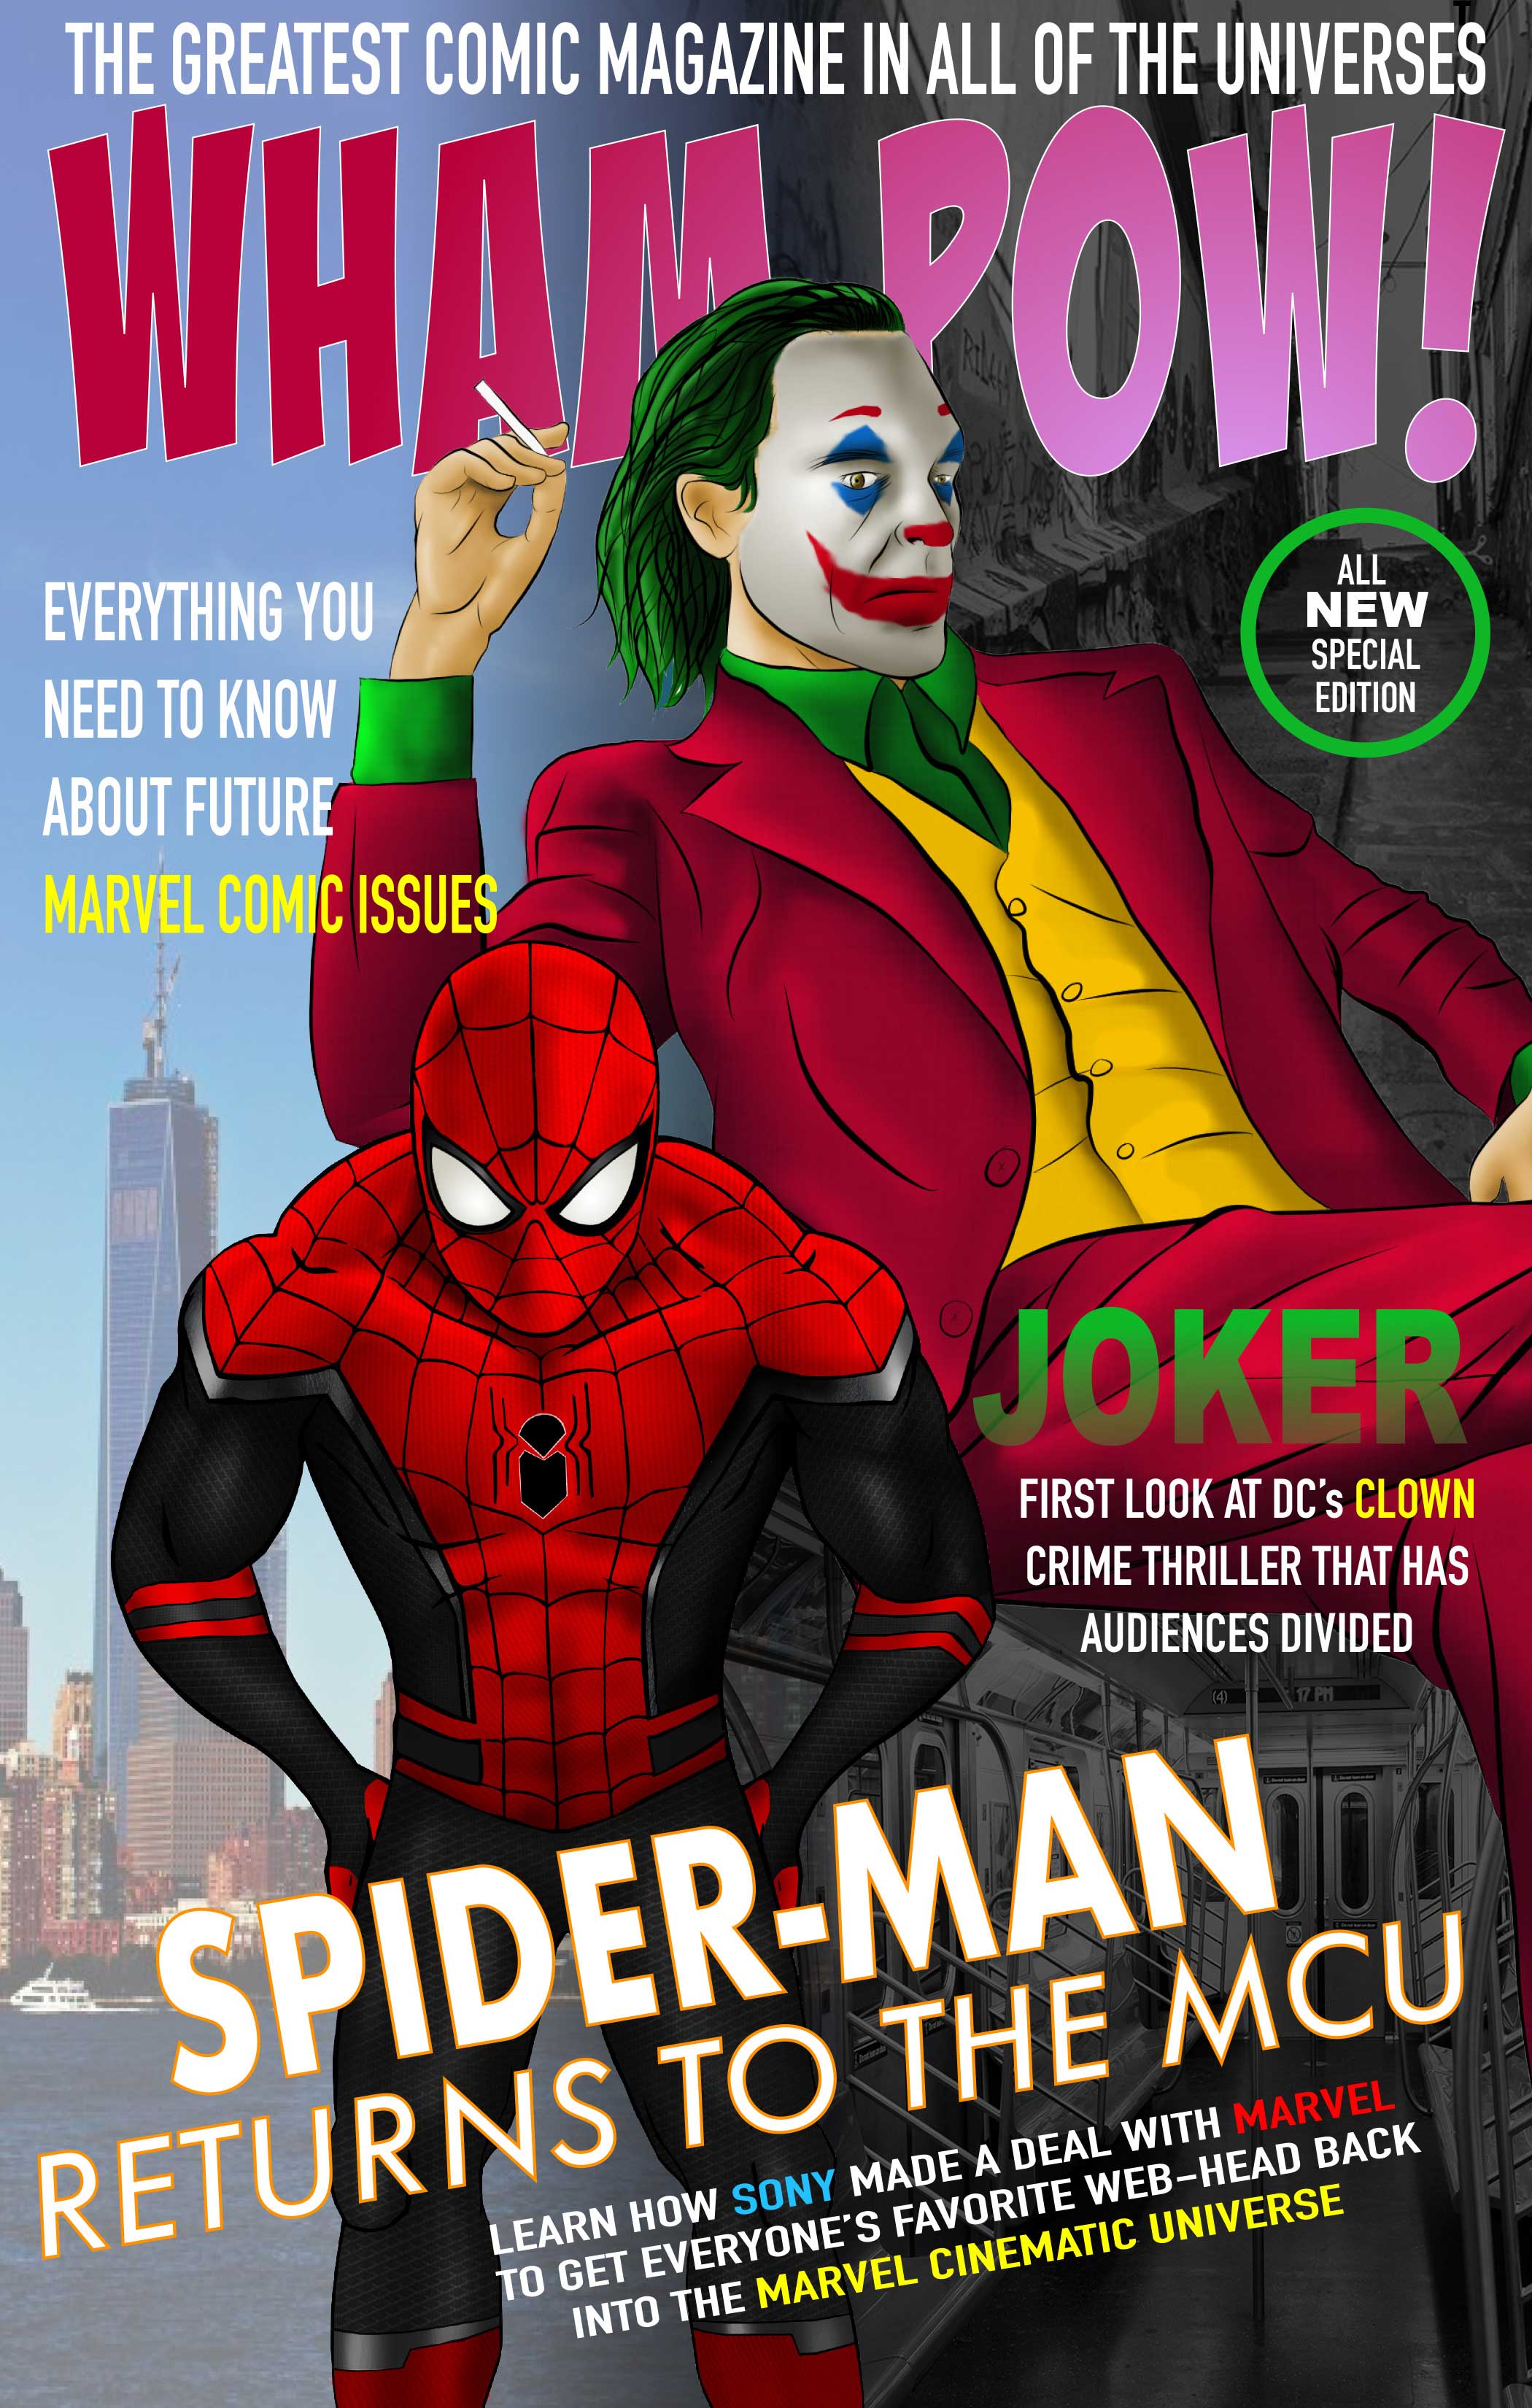 THE GREATEST COMIC MAGAZINE IN ALL OF THE UNIVERSES
WHAM POW!
ALL
NEW
SPECIAL
EDITION
EVERYTHING YOU
NEED TO KNOW
ABOUT FUTURE
MARVEL COMIC ISSUES
JOKER
FIRST LOOK AT DC's CLOWN
CRIME THRILLER THAT HAS
AUDIENCES DIVIDED
SPIDER-MAN
RETURNS TO THE MCU
LEARN HOW SONY MADE A DEAL WITH MARVEL
TO GET EVERYONE'S FAVORITE WEB-HEAD BACK
INTO THE MARVEL CINEMATIC UNIVERSE